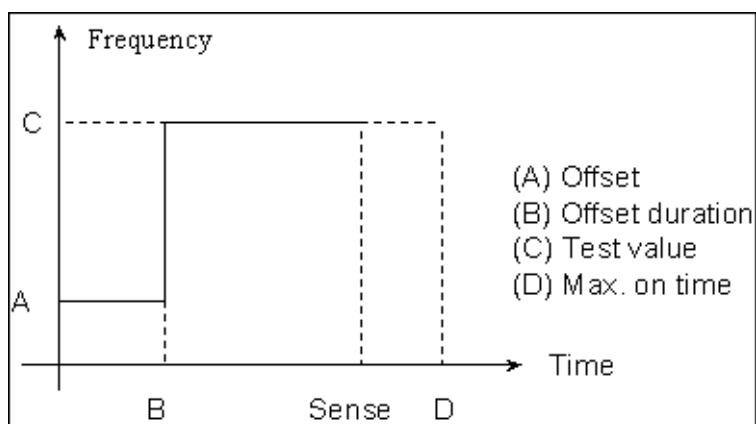 Frequency
C
(A) Offset
(B) Offset duration
(C) Test value
(D) Max. on time
A
Time
B Sense D